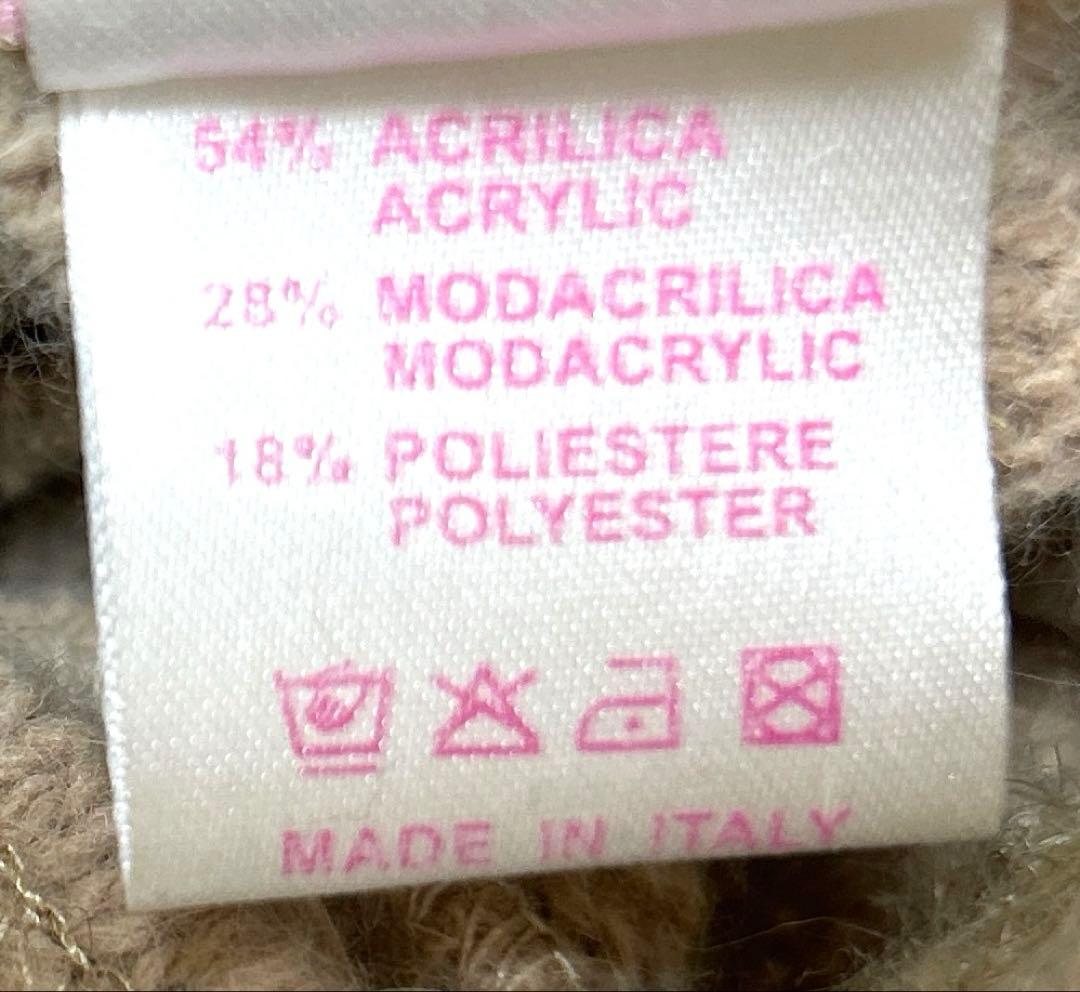 54% ACRILICA
ACRYLIC
28% MODACRILICA
MODACRYLIC
18% POLIESTERE
POLYESTER
MADE IN ITALY